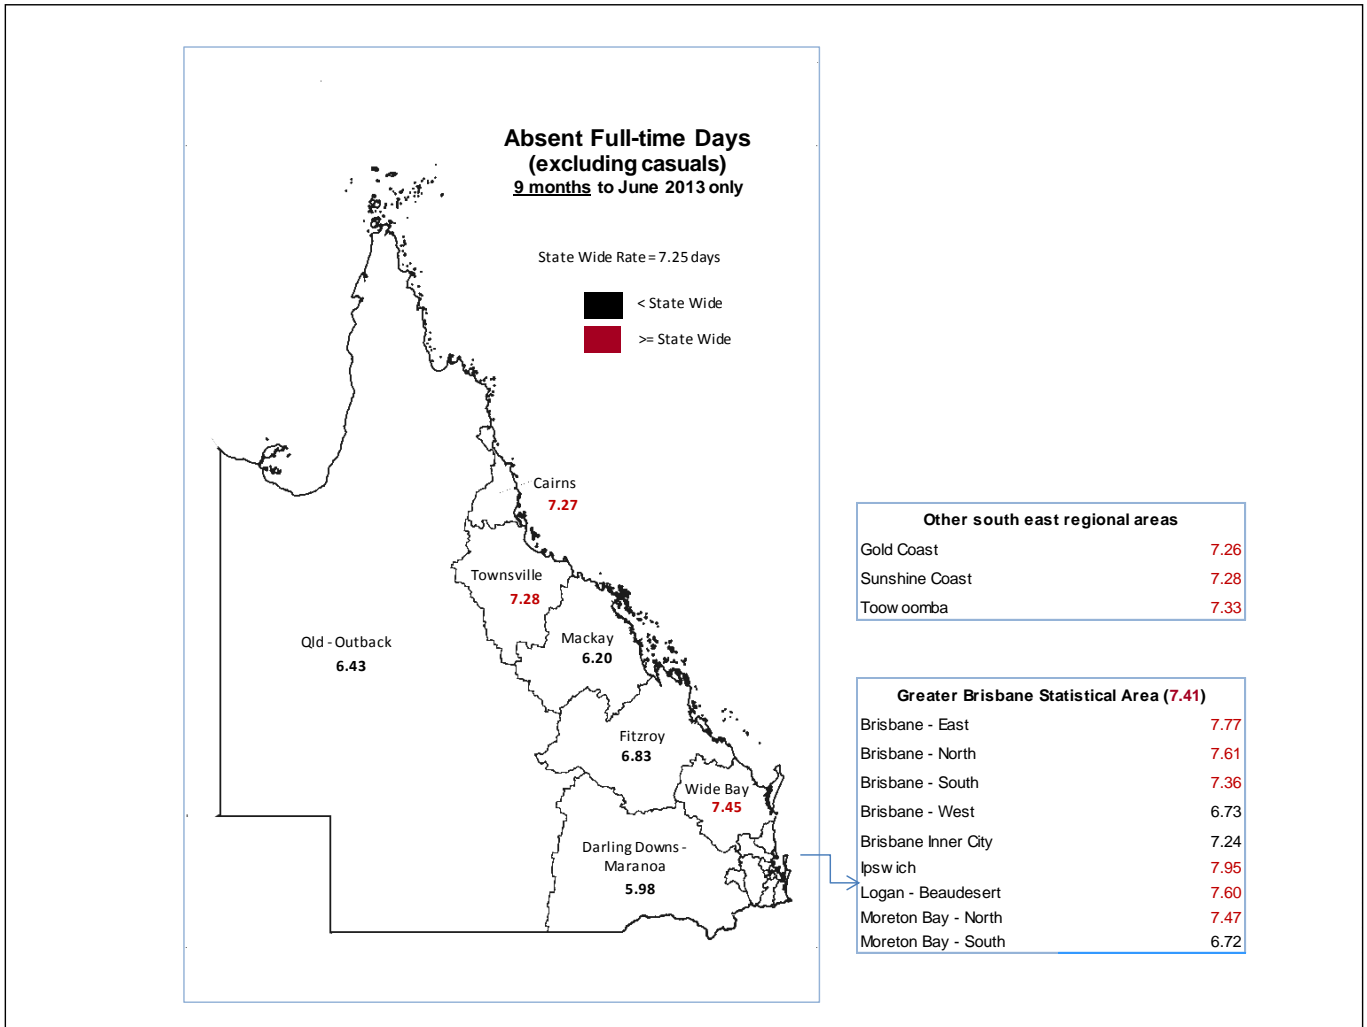 Absent Full-time Days
(excluding casuals)
9 months to June 2013 only
State Wide Rate = 7.25 days
< State Wide
>= State Wide
Cairns
7.27
Townsville
7.28
Mackay
6.20
Qld - Outback
6.43
Fitzroy
6.83
Wide Bay
7.45
Darling Downs -
Maranoa
5.98
Other south east regional areas
Gold Coast 7.26
Sunshine Coast 7.28
Toowoomba 7.33
Greater Brisbane Statistical Area (7.41)
Brisbane - East 7.77
Brisbane - North 7.61
Brisbane - South 7.36
Brisbane - West 6.73
Brisbane Inner City 7.24
Ipswich 7.95
Logan - Beaudesert 7.60
Moreton Bay - North 7.47
Moreton Bay - South 6.72